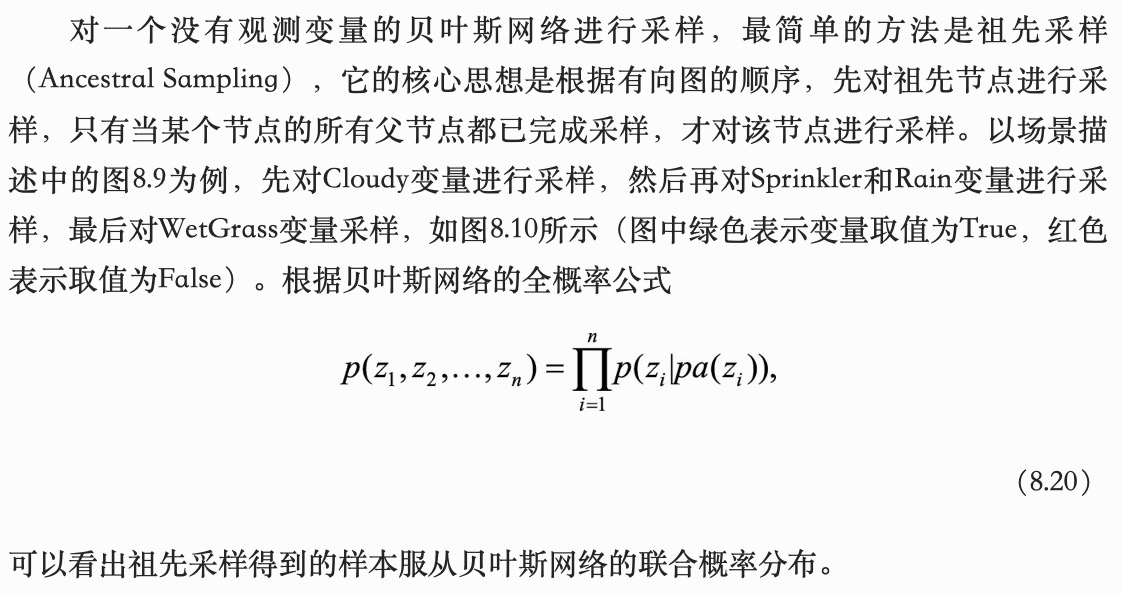 对一个没有观测变量的贝叶斯网络进行采样，最简单的方法是祖先采样
（Ancestral Sampling），它的核心思想是根据有向图的顺序，先对祖先节点进行采
样，只有当某个节点的所有父节点都已完成采样，才对该节点进行采样。以场景描
述中的图8.9为例，先对Cloudy变量进行采样，然后再对Sprinkler和Rain变量进行采
样，最后对WetGrass变量采样，如图8.10所示（图中绿色表示变量取值为True，红色
表示取值为False）。根据贝叶斯网络的全概率公式
p(z₁,z₂,…,zₙ)=∏ⁿᵢ₌₁p(zᵢ|pa(zᵢ)),
（8.20）
可以看出祖先采样得到的样本服从贝叶斯网络的联合概率分布。